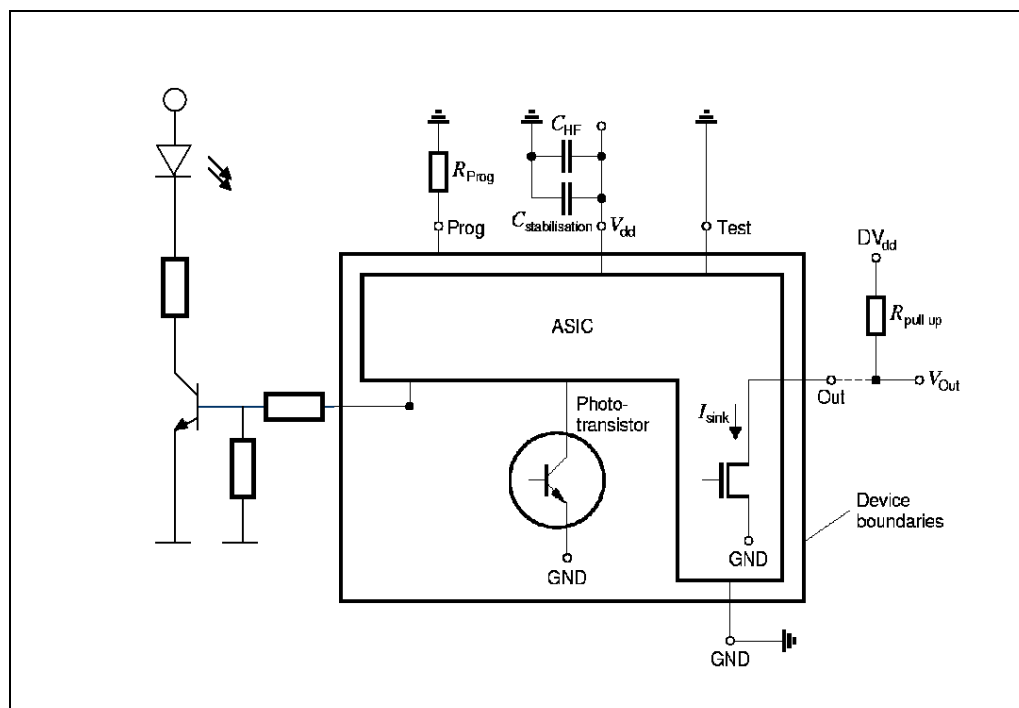 C_HF
R_Prog
C_stabilisation
Prog
V_dd
Test
DV_dd
R_pull up
ASIC
Out
V_Out
Photo-
transistor
I_sink
Device
boundaries
GND
GND
GND